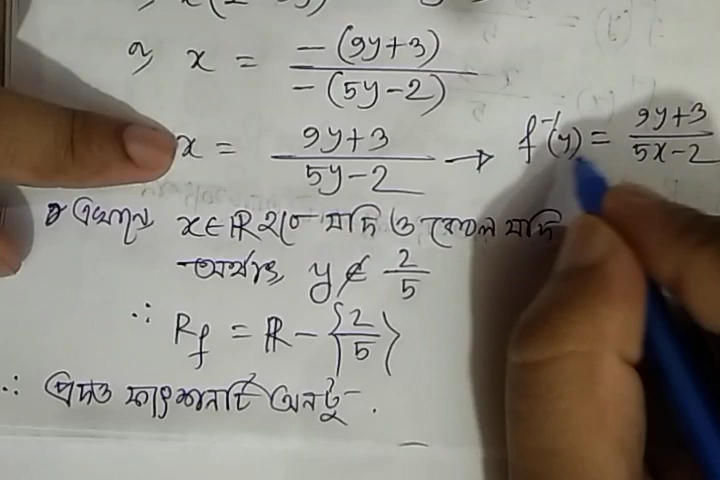 বা, x = -(9y+3) / -(5y-2)
x = 9y+3 / 5y-2 → f⁻¹(y) = 9y+3 / 5x-2
এখানে x∈ℝ হবে যদি ও কেবল যদি
অর্থাৎ, y ∉ 2/5
∴ R_f = ℝ - {2/5}
∴ প্রদত্ত ফাংশনটি অনটু.